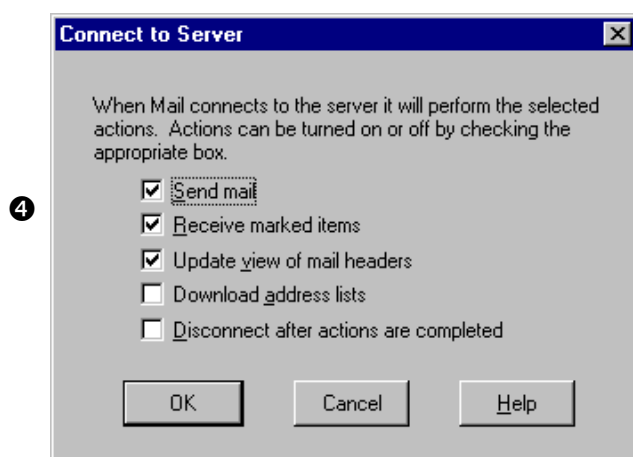 Connect to Server
When Mail connects to the server it will perform the selected
actions. Actions can be turned on or off by checking the
appropriate box.
❹
Send mail
Receive marked items
Update view of mail headers
Download address lists
Disconnect after actions are completed
OK Cancel Help